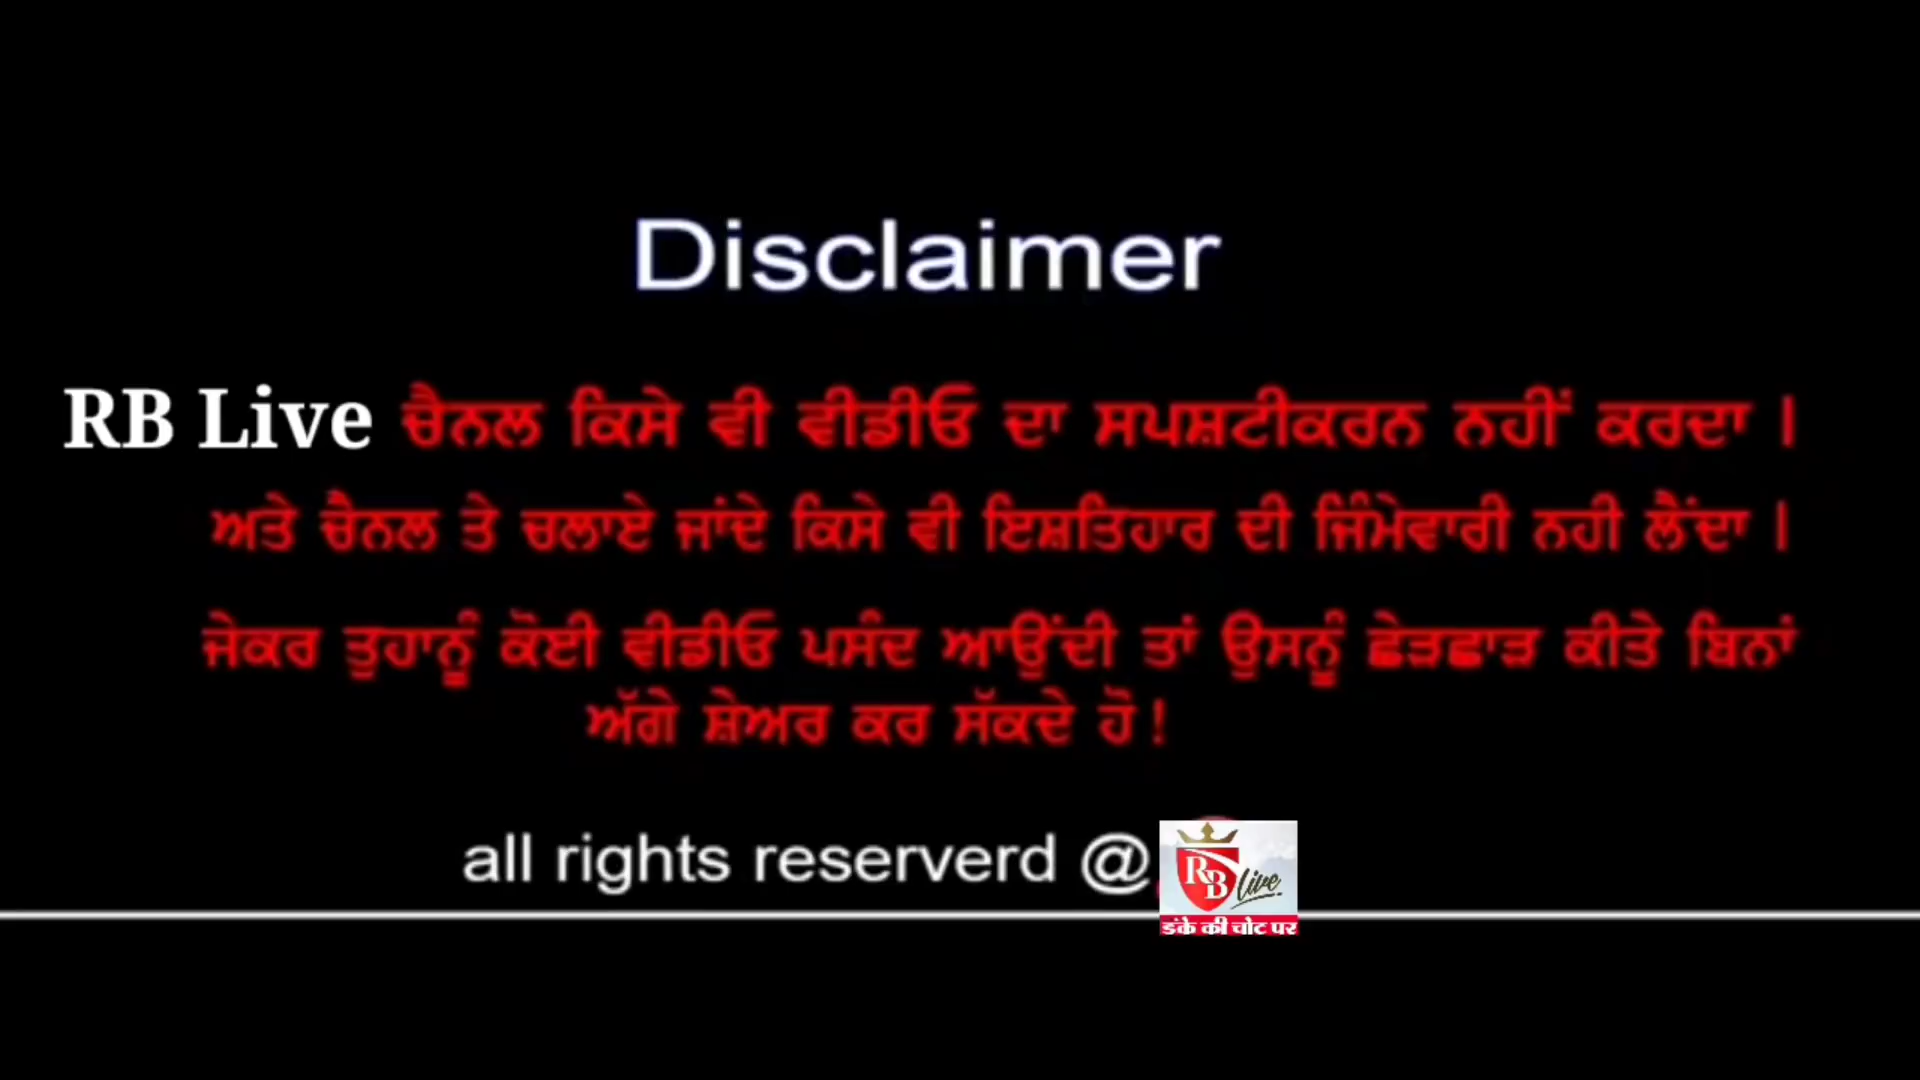 Disclaimer
RB Live ਚੈਨਲ ਕਿਸੇ ਵੀ ਵੀਡੀਓ ਦਾ ਸਪਸ਼ਟੀਕਰਨ ਨਹੀਂ ਕਰਦਾ ।
ਅਤੇ ਚੈਨਲ ਤੇ ਚਲਾਏ ਜਾਂਦੇ ਕਿਸੇ ਵੀ ਇਸ਼ਤਿਹਾਰ ਦੀ ਜਿੰਮੇਵਾਰੀ ਨਹੀ ਲੈਂਦਾ ।
ਜੇਕਰ ਤੁਹਾਨੂੰ ਕੋਈ ਵੀਡੀਓ ਪਸੰਦ ਆਉਂਦੀ ਤਾਂ ਉਸਨੂੰ ਛੇੜਛਾੜ ਕੀਤੇ ਬਿਨਾਂ
ਅੱਗੇ ਸ਼ੇਅਰ ਕਰ ਸੱਕਦੇ ਹੋ !
all rights reserverd @
RB Live
डंके की चोट पर